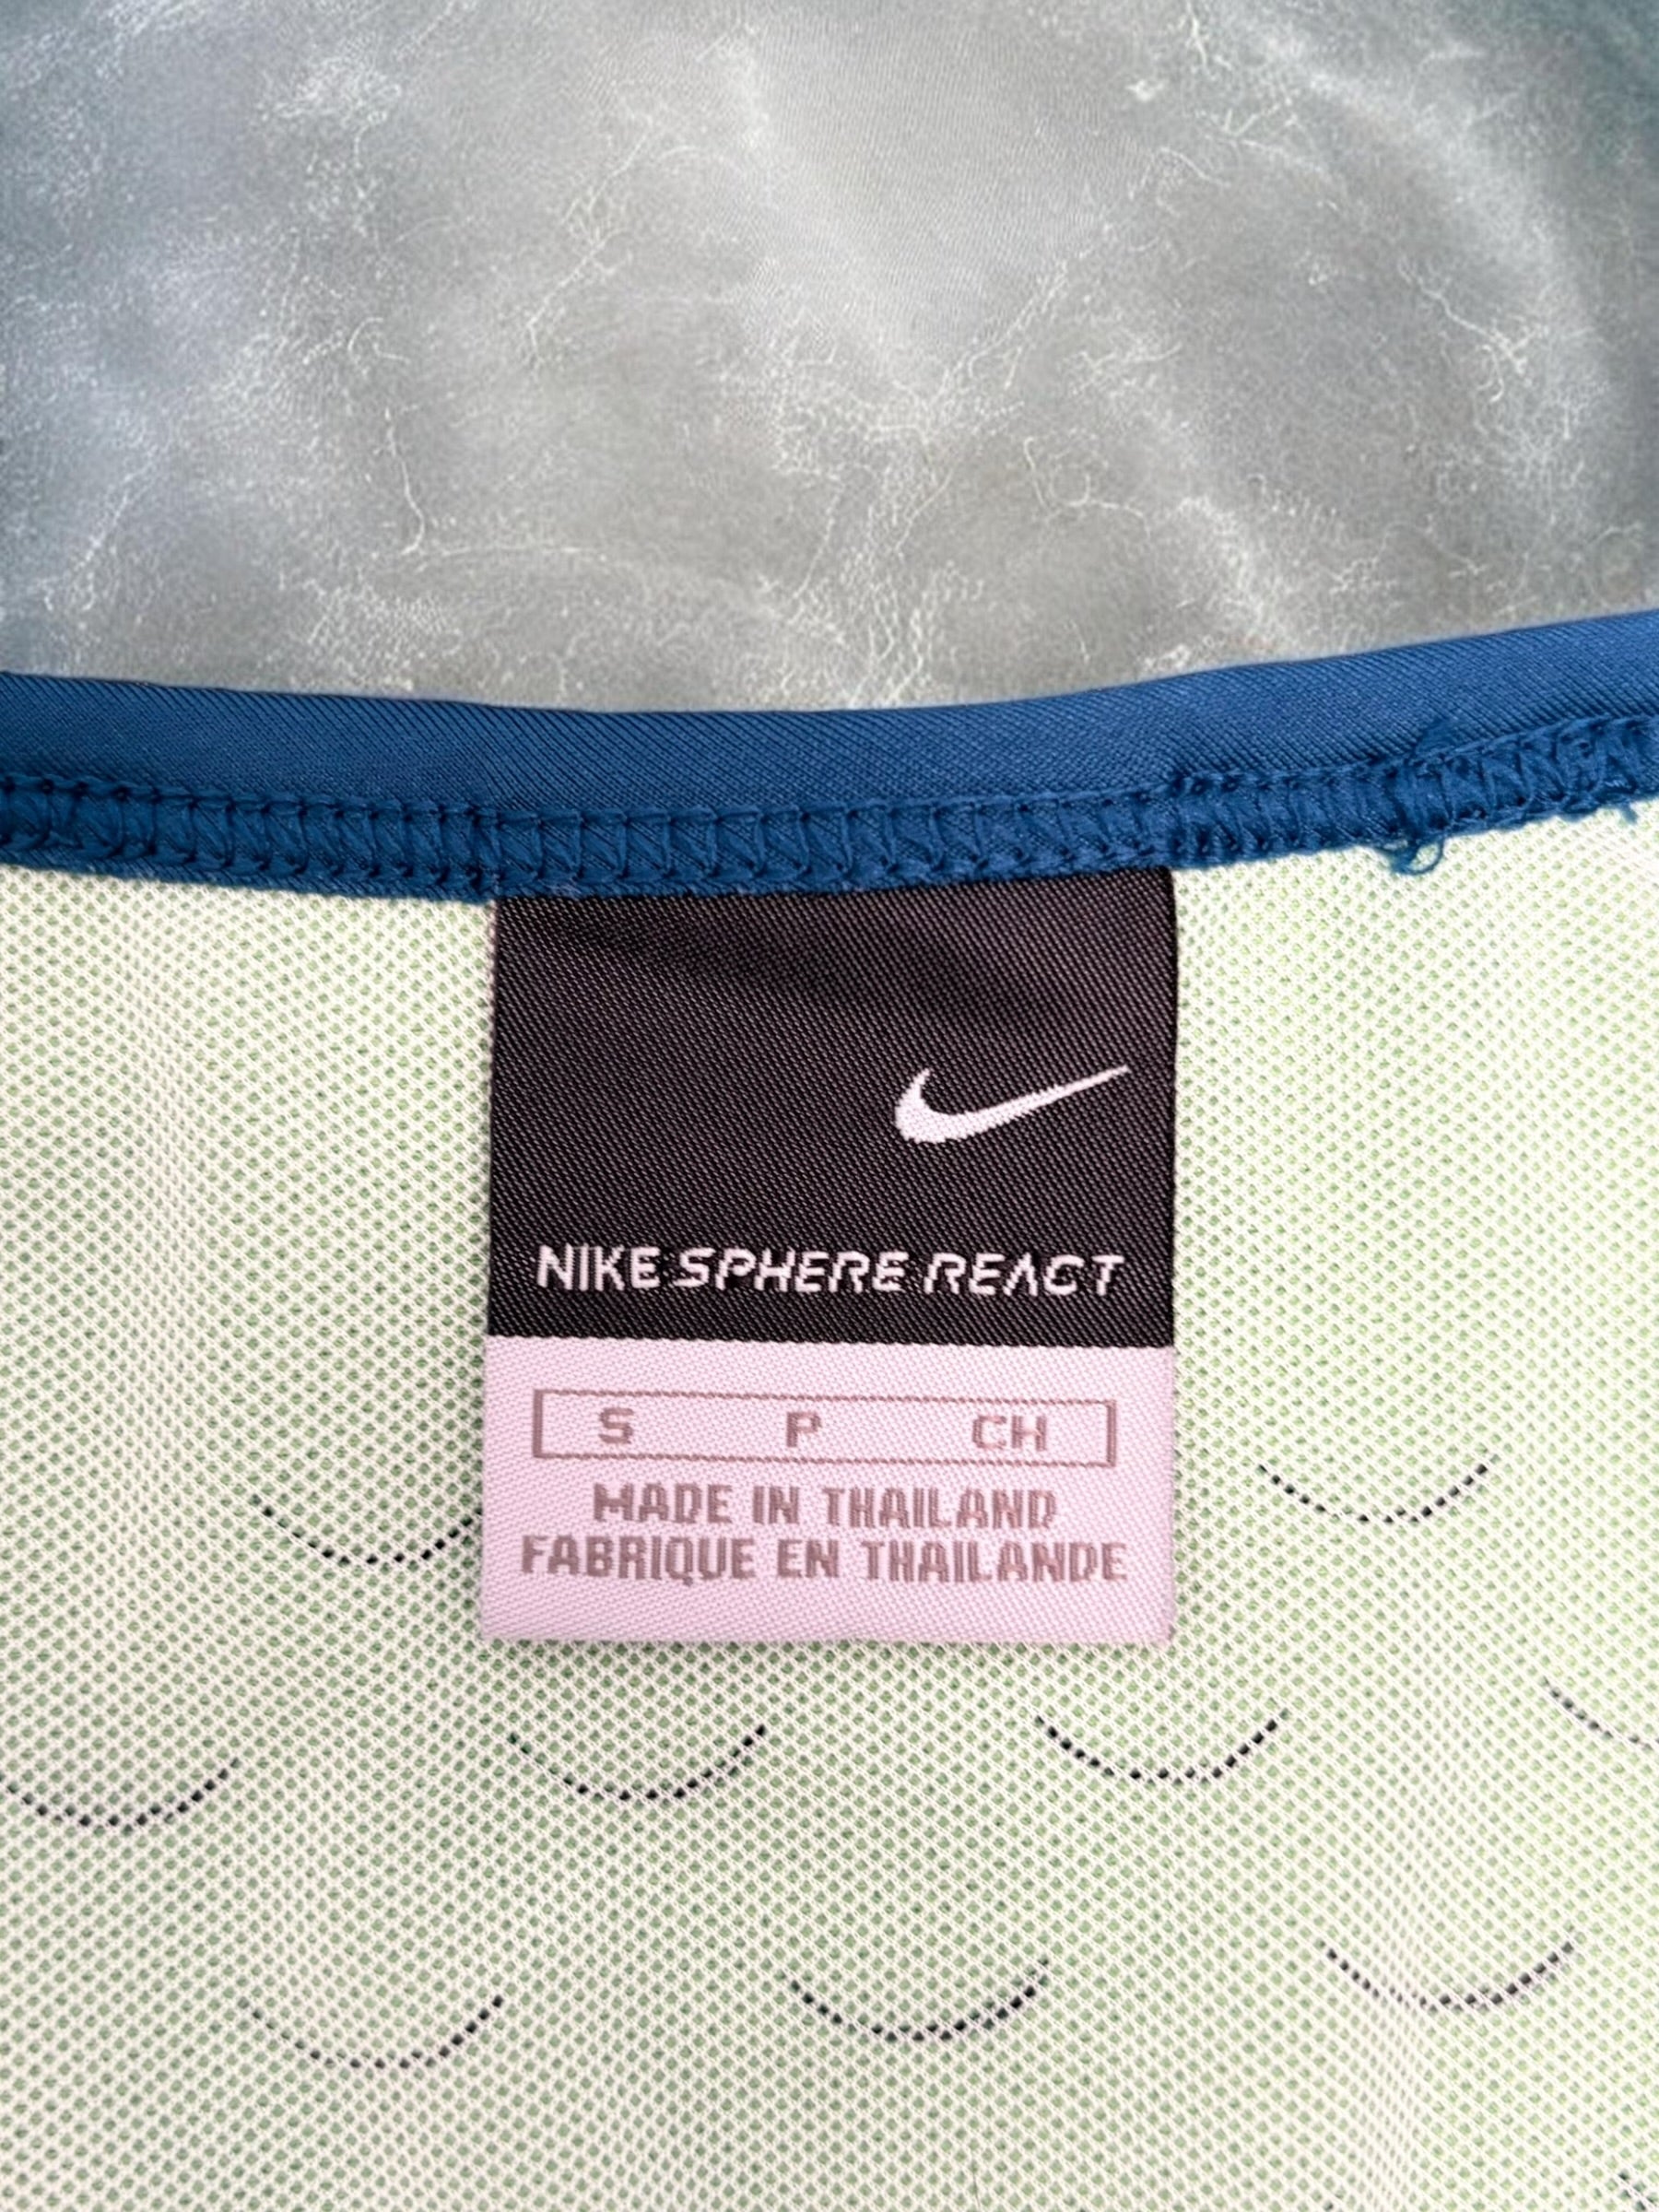 NIKE SPHERE REACT
S P CH
MADE IN THAILAND
FABRIQUE EN THAILANDE